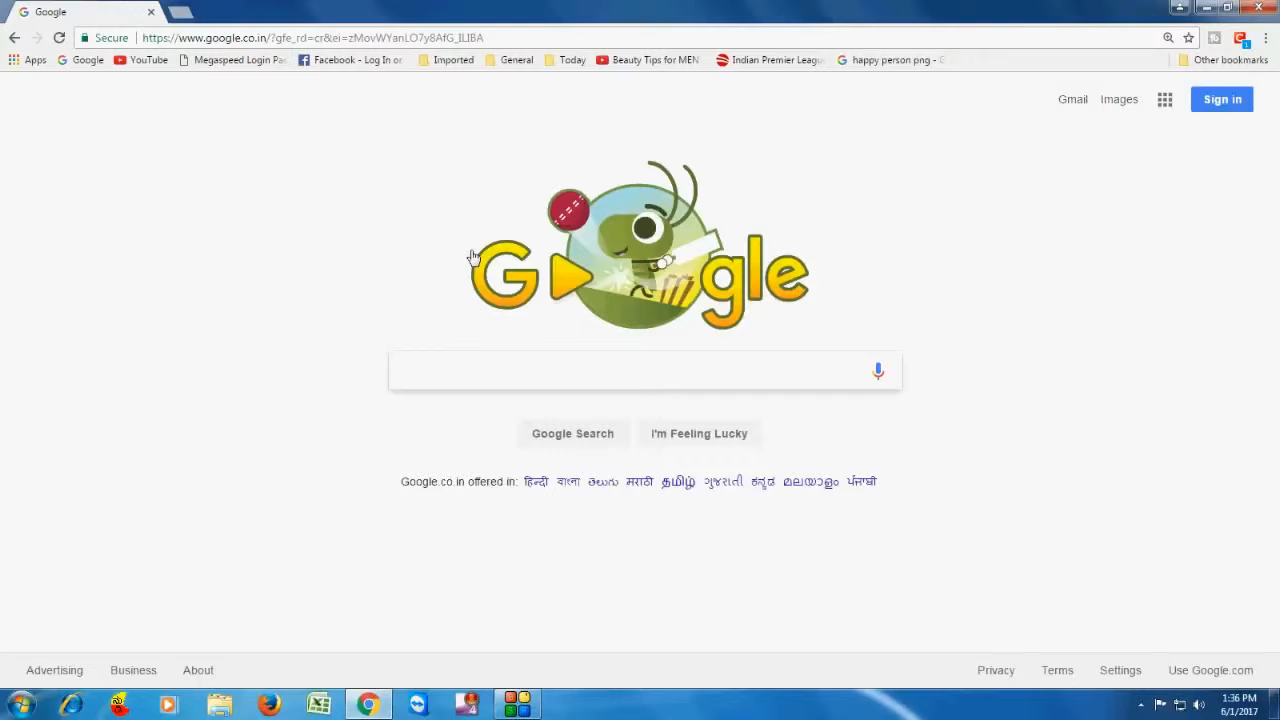 Google
Secure https://www.google.co.in/?gfe_rd=cr&ei=zMovWYanLO7y8AfG_ILIBA
Apps Google YouTube Megaspeed Login Pa Facebook - Log In or Imported General Today Beauty Tips for MEN Indian Premier Leagu happy person png - G Other bookmarks
Gmail Images Sign in
G gle
Google Search I'm Feeling Lucky
Google.co.in offered in: हिन्दी বাংলা తెలుగు मराठी தமிழ் ગુજરાતી ಕನ್ನಡ മലയാളം ਪੰਜਾਬੀ
Advertising Business About Privacy Terms Settings Use Google.com
1:36 PM
6/1/2017